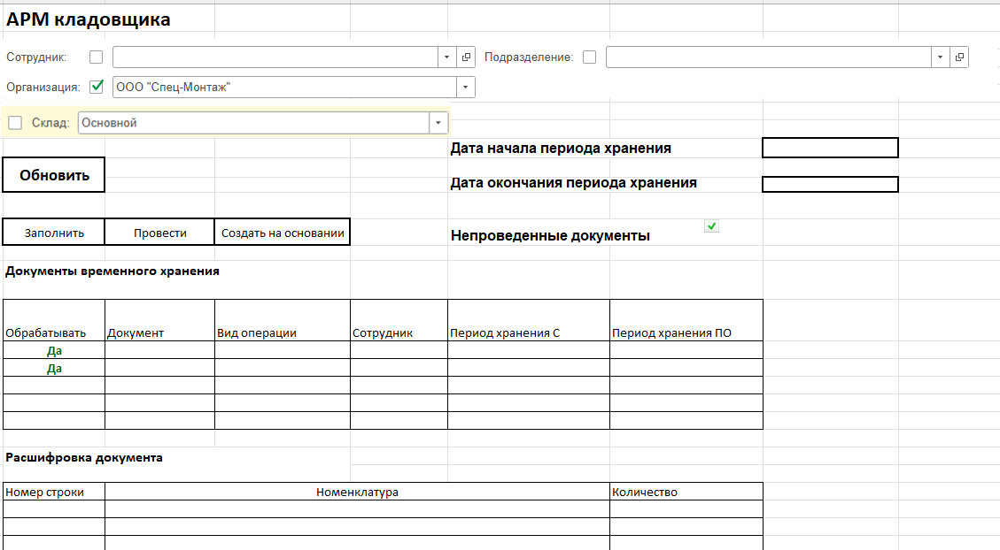 АРМ кладовщика
Сотрудник: Подразделение:
Организация: ООО "Спец-Монтаж"
Склад: Основной
Дата начала периода хранения
Обновить
Дата окончания периода хранения
Заполнить Провести Создать на основании
Непроведенные документы
Документы временного хранения
Обрабатывать Документ Вид операции Сотрудник Период хранения С Период хранения ПО
Да
Да
Расшифровка документа
Номер строки Номенклатура Количество